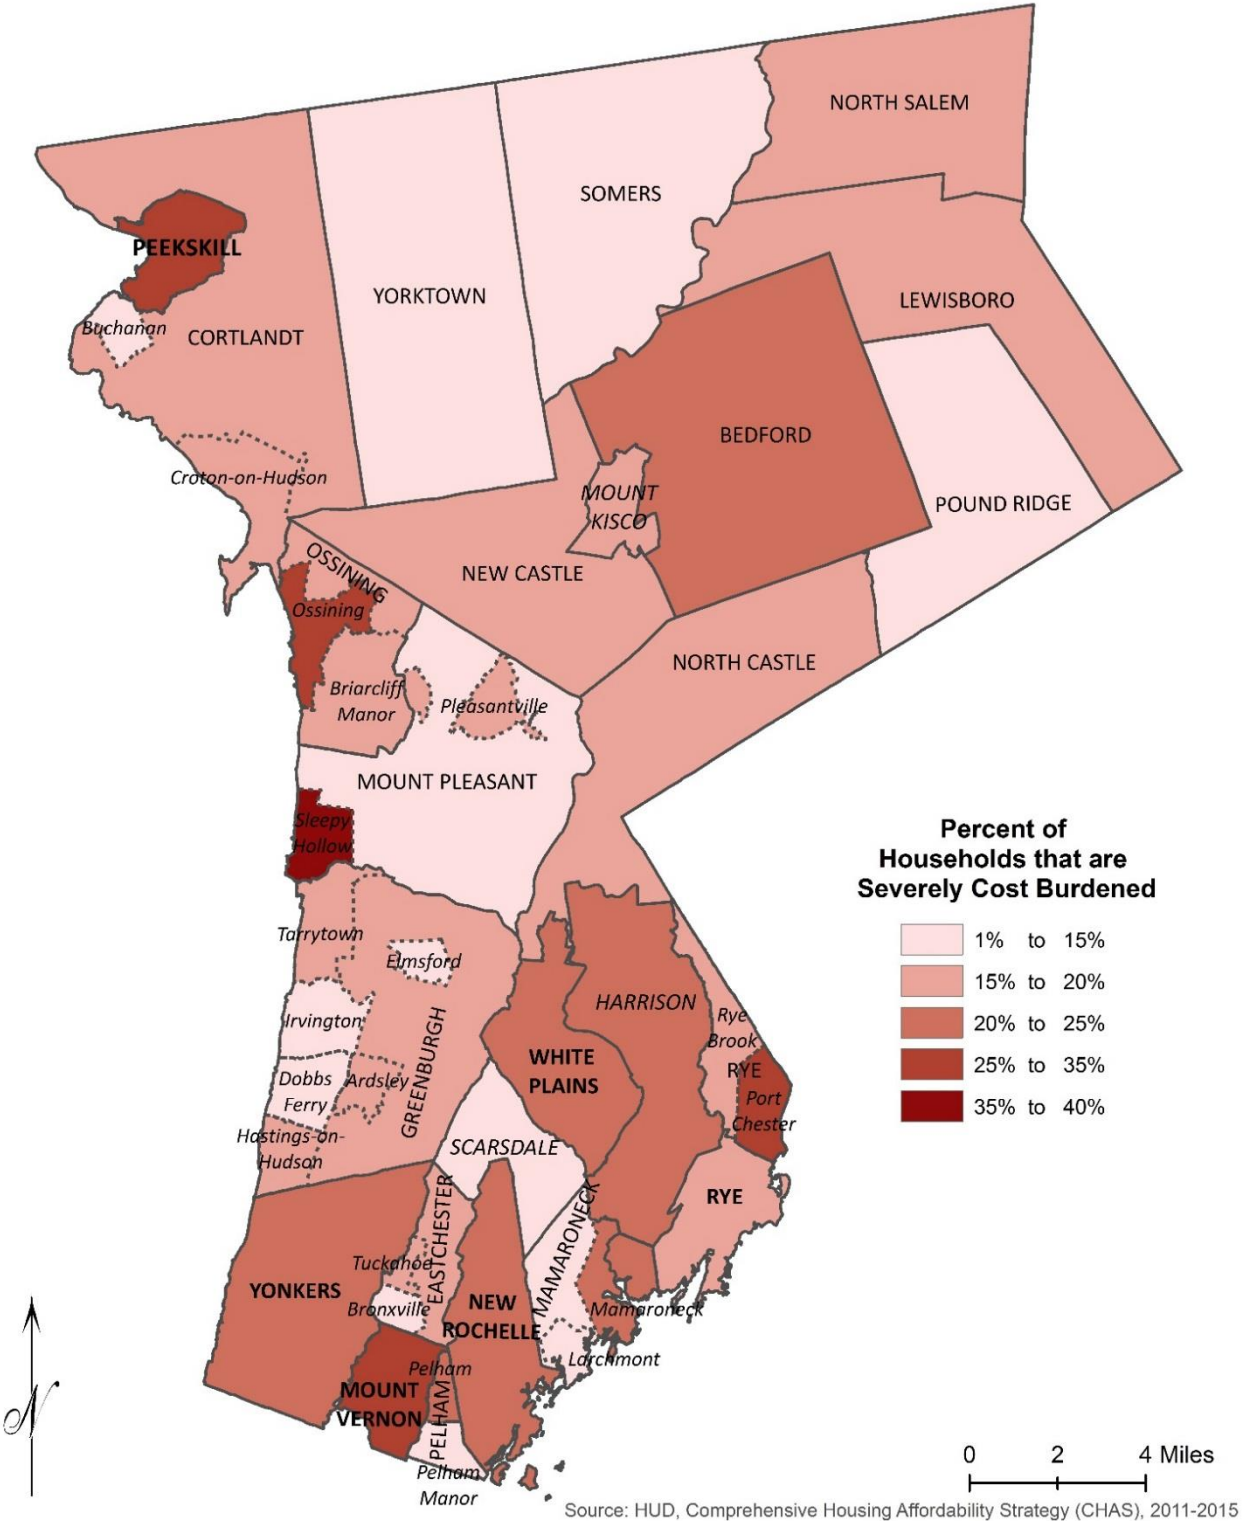 NORTH SALEM
SOMERS
PEEKSKILL
YORKTOWN
LEWISBORO
Buchanan
CORTLANDT
BEDFORD
Croton-on-Hudson
MOUNT
KISCO
POUND RIDGE
OSSINING
NEW CASTLE
Ossining
NORTH CASTLE
Briarcliff
Manor
Pleasantville
MOUNT PLEASANT
Sleepy
Hollow
Percent of
Households that are
Severely Cost Burdened
1% to 15%
15% to 20%
20% to 25%
25% to 35%
35% to 40%
Tarrytown
Elmsford
HARRISON
Irvington
Rye
Brook
GREENBURGH
WHITE
PLAINS
RYE
Dobbs
Ferry
Ardsley
Port
Chester
Hastings-on-
Hudson
SCARSDALE
RYE
EASTCHESTER
MAMARONECK
Tuckahoe
YONKERS
Bronxville
NEW
ROCHELLE
Mamaroneck
Larchmont
Pelham
MOUNT
VERNON
PELHAM
Pelham
Manor
N
0 2 4 Miles
Source: HUD, Comprehensive Housing Affordability Strategy (CHAS), 2011-2015